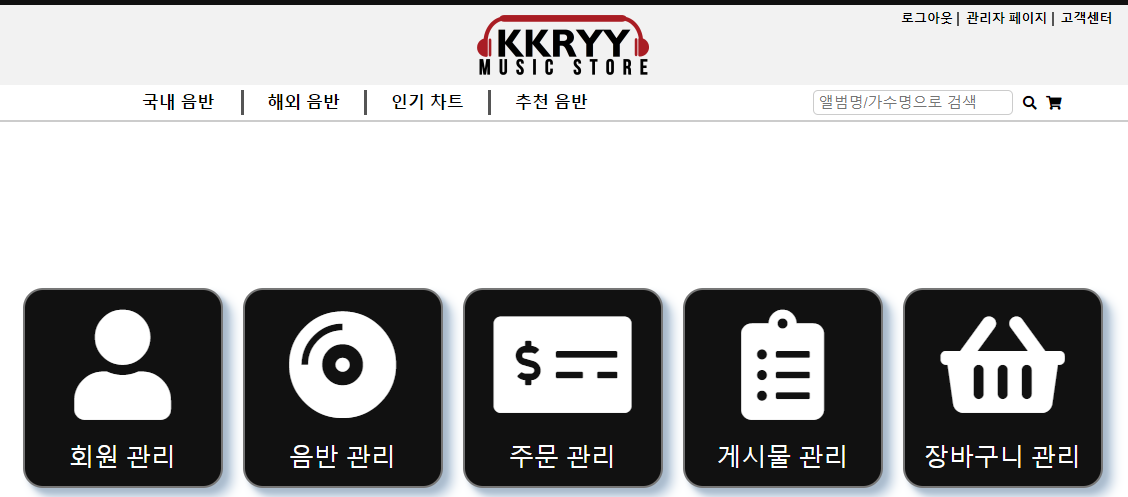 로그아웃 | 관리자 페이지 | 고객센터
KKRYY
MUSIC STORE
국내 음반 해외 음반 인기 차트 추천 음반 앨범명/가수명으로 검색
$
회원 관리 음반 관리 주문 관리 게시물 관리 장바구니 관리